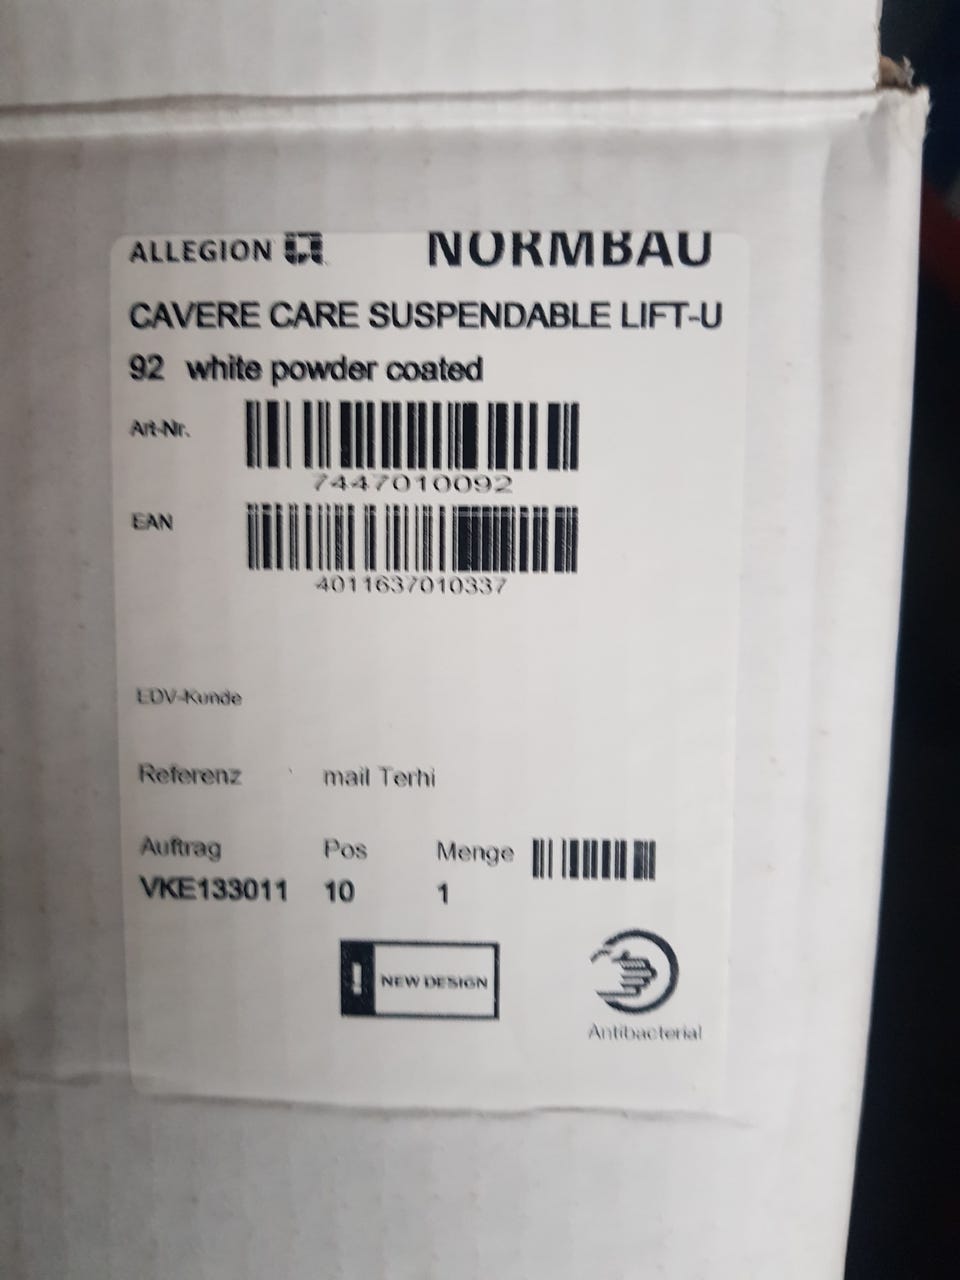 ALLEGION NORMBAU
CAVERE CARE SUSPENDABLE LIFT-U
92 white powder coated
Art-Nr.
7447010092
EAN
4011637010337
EDV-Kunde
Referenz mail Terhi
Auftrag Pos Menge
VKE133011 10 1
! NEW DESIGN
Antibacterial